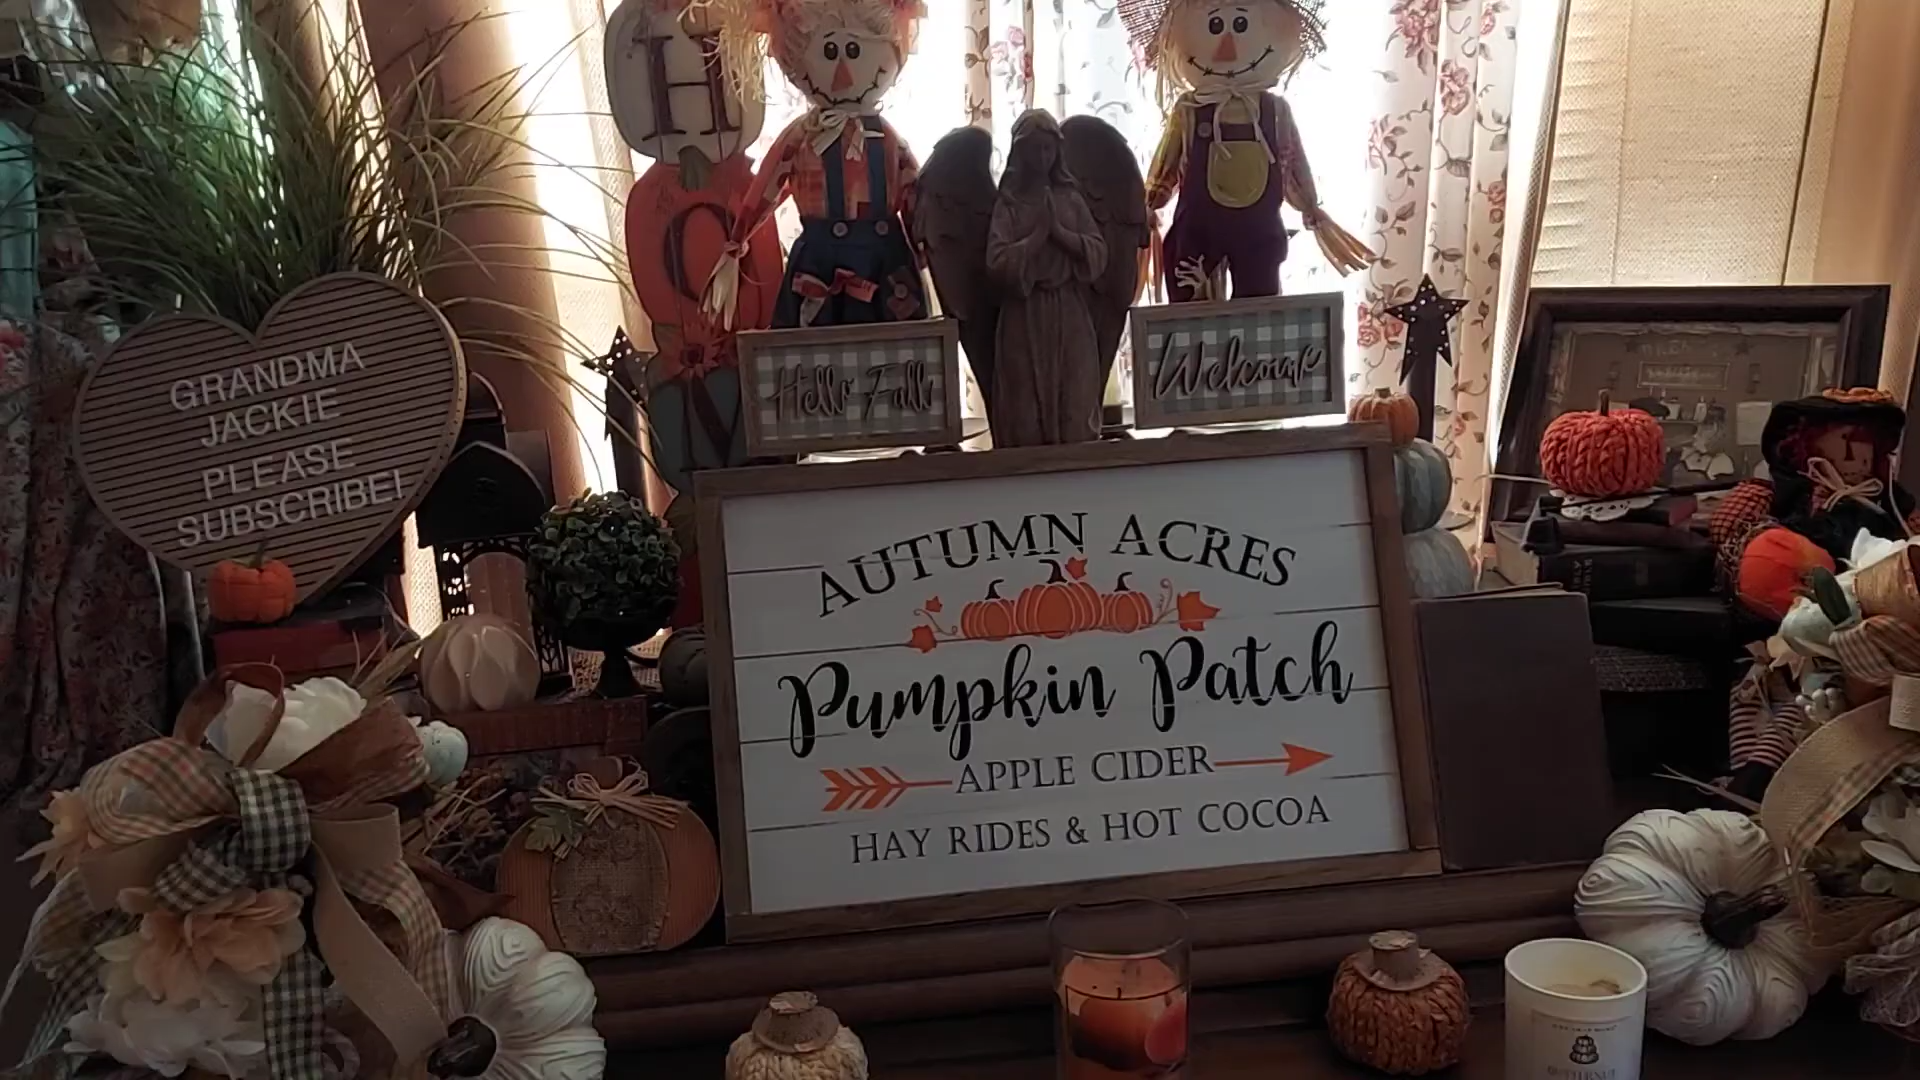 H
O
GRANDMA
JACKIE
PLEASE
SUBSCRIBE!
Hello Fall
Welcome
AUTUMN ACRES
Pumpkin Patch
APPLE CIDER
HAY RIDES & HOT COCOA